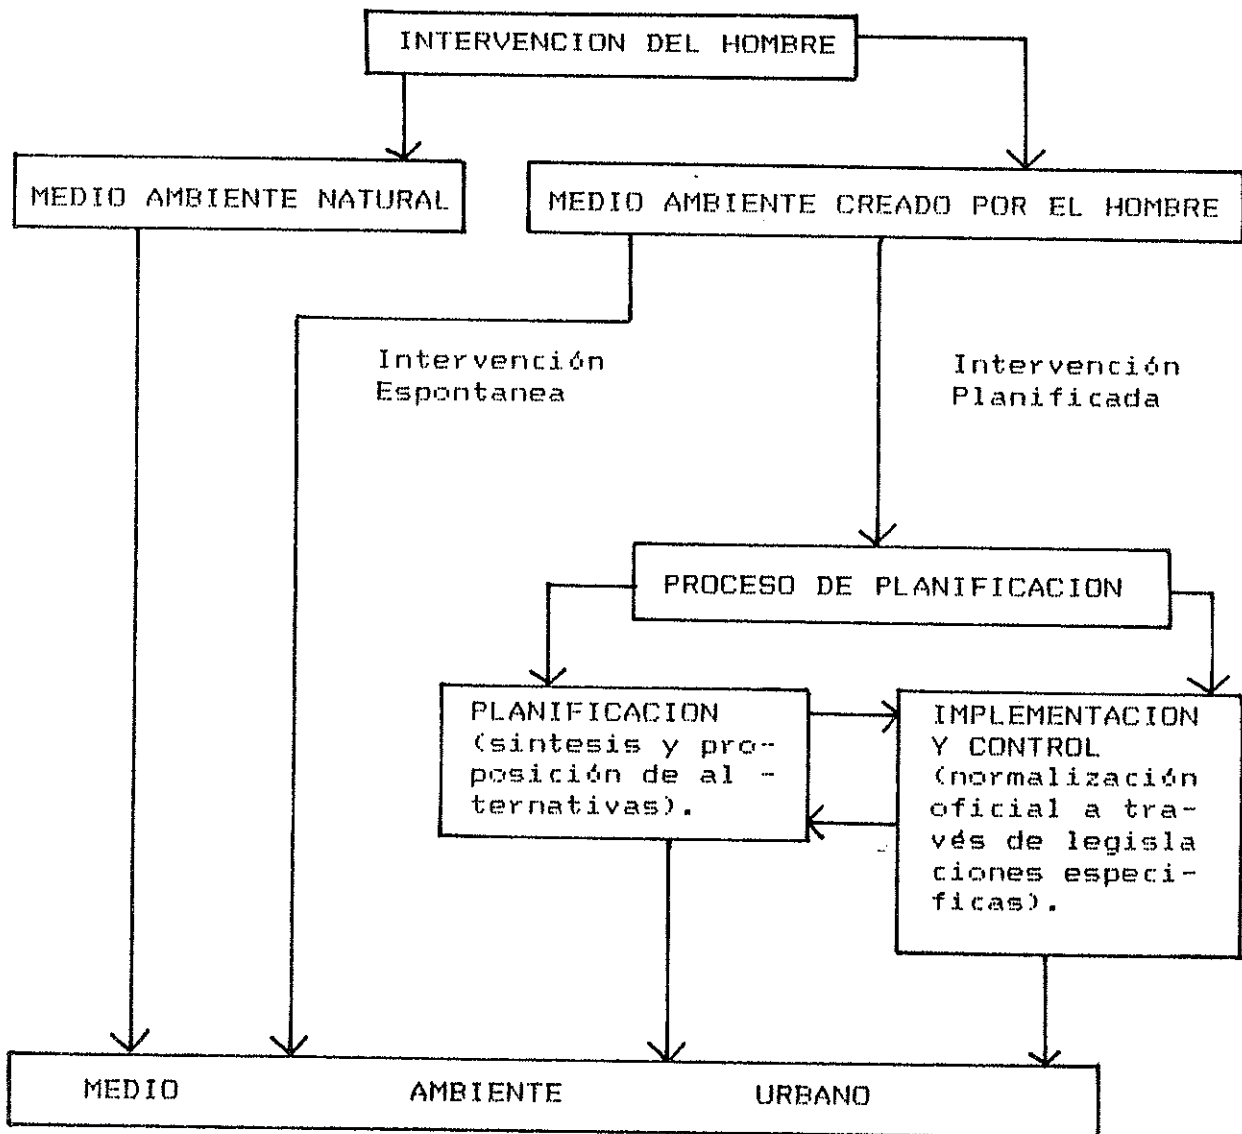 INTERVENCION DEL HOMBRE
MEDIO AMBIENTE NATURAL
MEDIO AMBIENTE CREADO POR EL HOMBRE
Intervención
Espontanea
Intervención
Planificada
PROCESO DE PLANIFICACION
PLANIFICACION
(sintesis y pro-
posición de al -
ternativas).
IMPLEMENTACION
Y CONTROL
(normalización
oficial a tra-
vés de legisla
ciones especi-
ficas).
MEDIO AMBIENTE URBANO